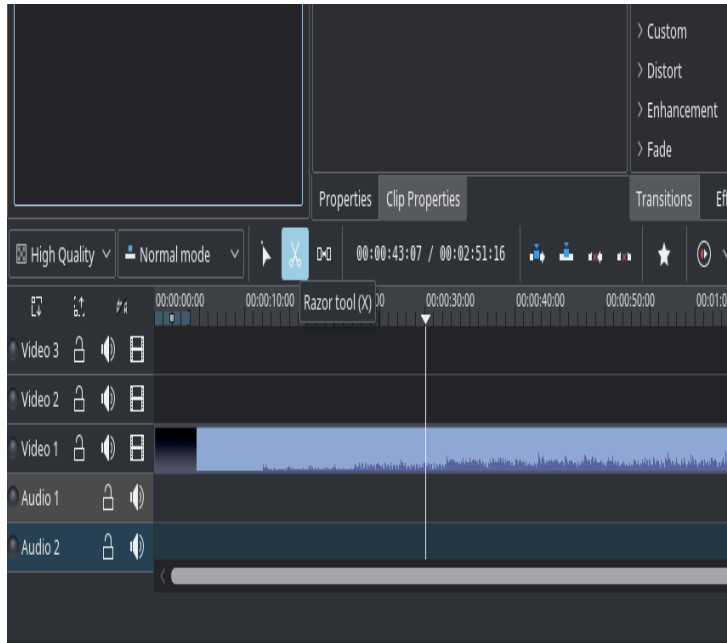 Custom
Distort
Enhancement
Fade
Properties Clip Properties Transitions
High Quality Normal mode 00:00:43:07 / 00:02:51:16
00:00:00:00 00:00:10:00 00:00:30:00 00:00:40:00 00:00:50:00
Razor tool (X)
Video 3
Video 2
Video 1
Audio 1
Audio 2